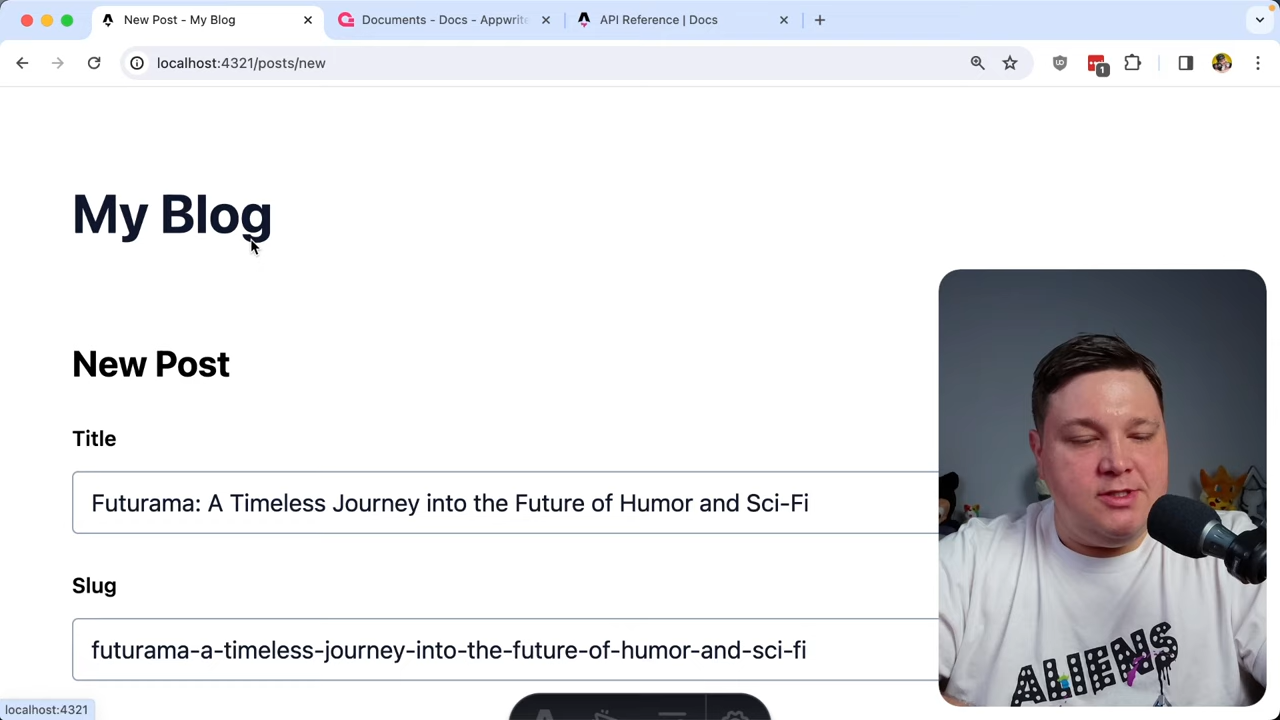 New Post - My Blog
Documents - Docs - Appwrite
API Reference | Docs
localhost:4321/posts/new
1
My Blog
New Post
Title
Futurama: A Timeless Journey into the Future of Humor and Sci-Fi
Slug
futurama-a-timeless-journey-into-the-future-of-humor-and-sci-fi
ALIENS
localhost:4321